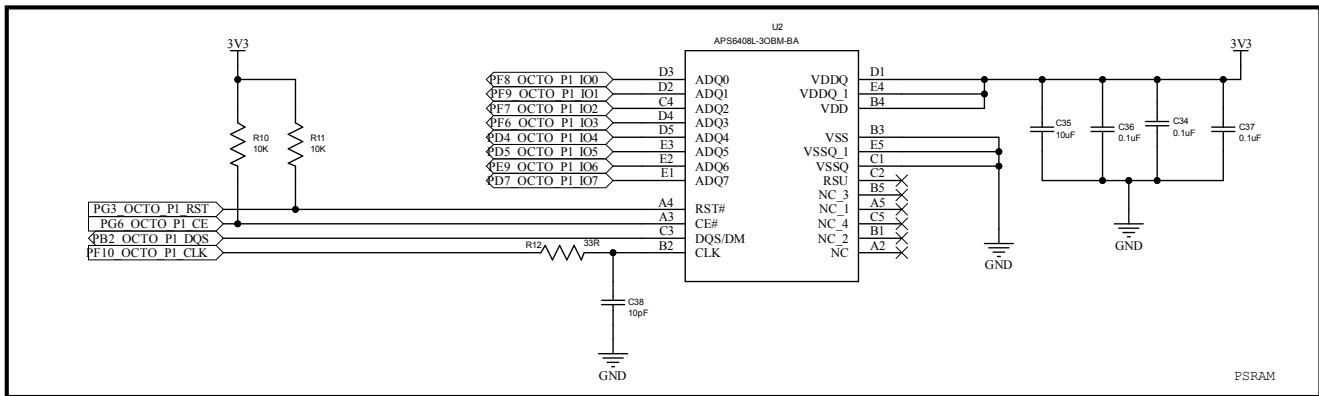 U2
APS6408L-3OBM-BA
3V3
3V3
PF8_OCTO_P1_IO0 D3 ADQ0 VDDQ D1
PF9_OCTO_P1_IO1 D2 ADQ1 VDDQ_1 E4
PF7_OCTO_P1_IO2 C4 ADQ2 VDD B4
PF6_OCTO_P1_IO3 D4 ADQ3
PD4_OCTO_P1_IO4 D5 ADQ4 VSS B3
PD5_OCTO_P1_IO5 E3 ADQ5 VSSQ_1 E5
PE9_OCTO_P1_IO6 E2 ADQ6 VSSQ C1
PD7_OCTO_P1_IO7 E1 ADQ7 RSU C2
NC_3 B5
PG3_OCTO_P1_RST A4 RST# NC_1 A5
PG6_OCTO_P1_CE A3 CE# NC_4 C5
PB2_OCTO_P1_DQS C3 DQS/DM NC_2 B1
PF10_OCTO_P1_CLK R12 33R B2 CLK NC A2
R10
10K
R11
10K
C35
10uF
C36
0.1uF
C34
0.1uF
C37
0.1uF
GND
GND
C38
10pF
GND
PSRAM